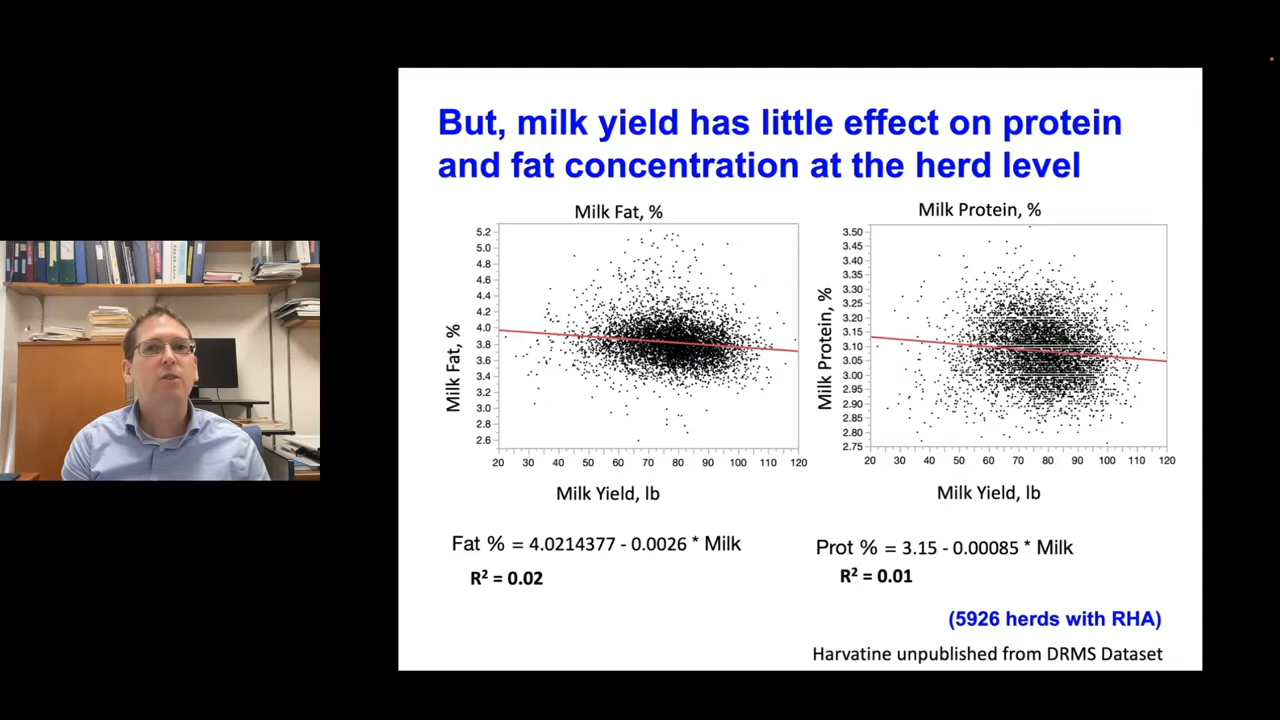 But, milk yield has little effect on protein
and fat concentration at the herd level
Milk Fat, %
Milk Protein, %
5.2
5.0
4.8
4.6
4.4
4.2
4.0
3.8
3.6
3.4
3.2
3.0
2.8
2.6
Milk Fat, %
20 30 40 50 60 70 80 90 100 110 120
Milk Yield, lb
3.50
3.45
3.40
3.35
3.30
3.25
3.20
3.15
3.10
3.05
3.00
2.95
2.90
2.85
2.80
2.75
Milk Protein, %
20 30 40 50 60 70 80 90 100 110 120
Milk Yield, lb
Fat % = 4.0214377 - 0.0026 * Milk
R² = 0.02
Prot % = 3.15 - 0.00085 * Milk
R² = 0.01
(5926 herds with RHA)
Harvatine unpublished from DRMS Dataset